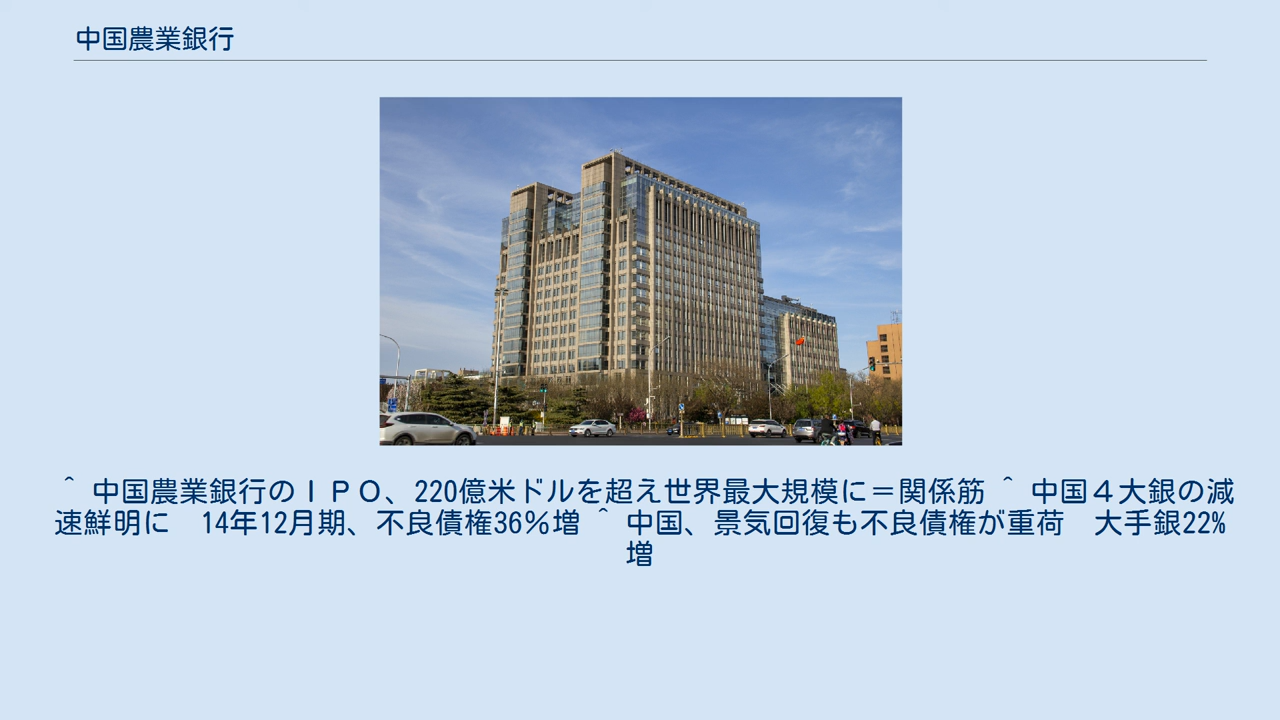 中国農業銀行
^ 中国農業銀行のＩＰＯ、220億米ドルを超え世界最大規模に＝関係筋 ^ 中国４大銀の減
速鮮明に　14年12月期、不良債権36％増 ^ 中国、景気回復も不良債権が重荷　大手銀22%
増